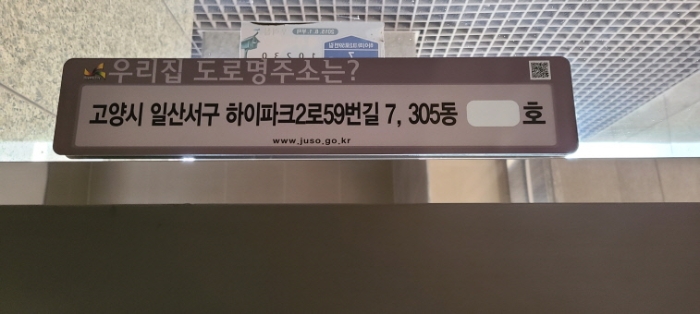 우리집 도로명주소는?
고양시 일산서구 하이파크2로59번길 7, 305동 호
www.juso.go.kr